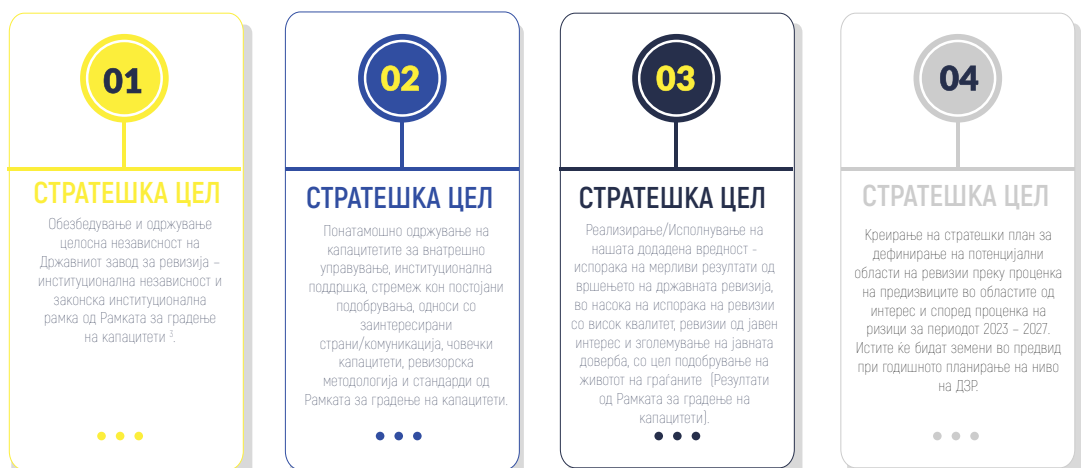 01
СТРАТЕШКА ЦЕЛ
Обезбедување и одржување
целосна независност на
Државниот завод за ревизија –
институционална независност и
законска институционална
рамка од Рамката за градење
на капацитети ³.
02
СТРАТЕШКА ЦЕЛ
Понатамошно одржување на
капацитетите за внатрешно
управување, институционална
поддршка, стремеж кон постојани
подобрувања, односи со
заинтересирани
страни/комуникација, човечки
капацитети, ревизорска
методологија и стандарди од
Рамката за градење на капацитети.
03
СТРАТЕШКА ЦЕЛ
Реализирање/Исполнување на
нашата додадена вредност -
испорака на мерливи резултати од
вршењето на државната ревизија,
во насока на испорака на ревизии
со висок квалитет, ревизии од јавен
интерес и зголемување на јавната
доверба, со цел подобрување на
животот на граѓаните (Резултати
од Рамката за градење на
капацитети).
04
СТРАТЕШКА ЦЕЛ
Креирање на стратешки план за
дефинирање на потенцијални
области на ревизии преку проценка
на предизвиците во областите од
интерес и според проценка на
ризици за периодот 2023 – 2027.
Истите ќе бидат земени во предвид
при годишното планирање на ниво
на ДЗР.